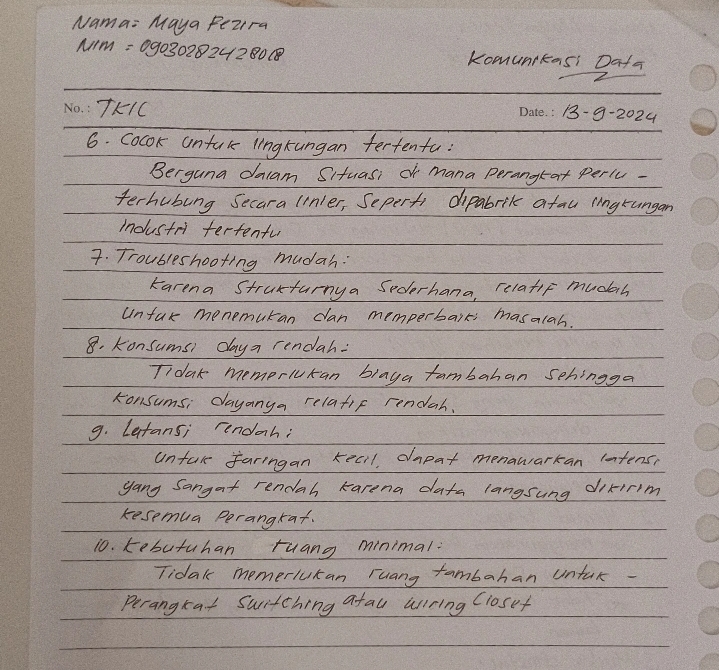 Nama: Maya Fezira
NIM = 09030282428018
Komunikasi Data
No.: TK1C
Date.: 13-9-2024
6. Cocok untuk lingkungan tertentu:
Berguna dalam situasi di mana perangkat perlu -
terhubung secara linier, seperti dipabrik atau lingkungan
industri tertentu
7. Troubleshooting mudah:
Karena strukturnya sederhana, relatif mudah
untuk menemukan dan memperbaiki masalah.
8. Konsumsi daya rendah:
Tidak memerlukan biaya tambahan sehingga
konsumsi dayanya relatif rendah.
9. Latansi rendah:
Untuk jaringan kecil, dapat menawarkan latensi
yang sangat rendah karena data langsung dikirim
kesemua perangkat.
10. Kebutuhan ruang minimal:
Tidak memerlukan ruang tambahan untuk -
perangkat switching atau wiring closet